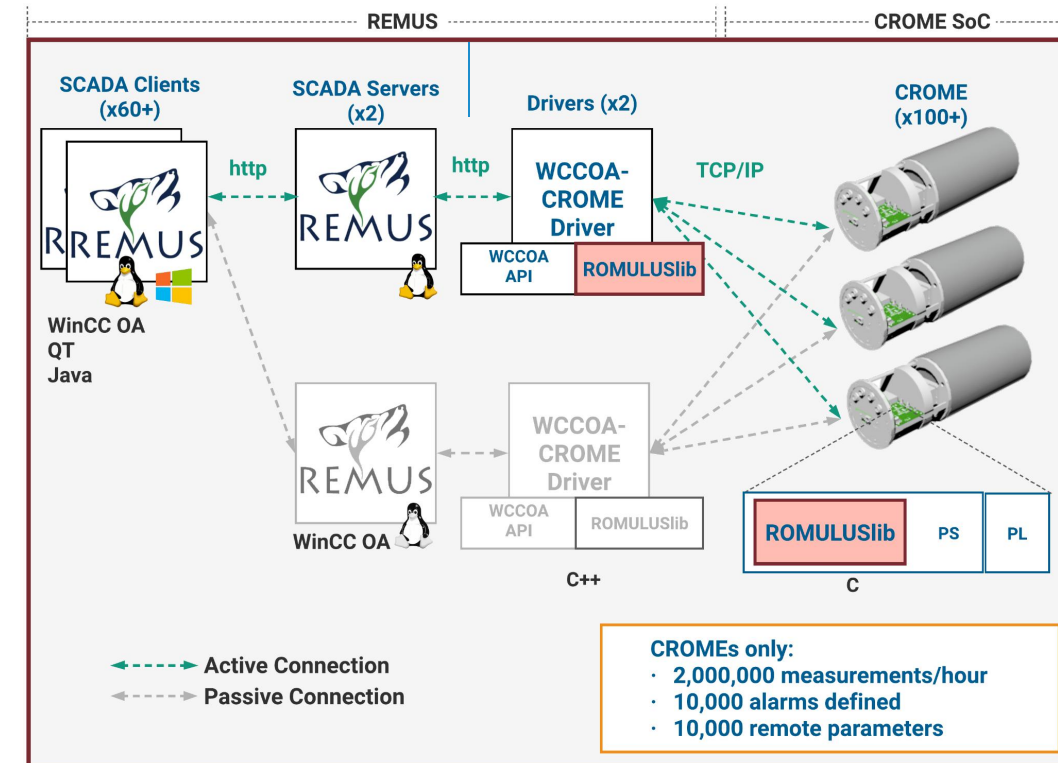 REMUS
CROME SoC
SCADA Clients
(x60+)
SCADA Servers
(x2)
Drivers (x2)
CROME
(x100+)
R
REMUS
http
REMUS
http
WCCOA-
CROME
Driver
WCCOA
API
ROMULUSlib
TCP/IP
WinCC OA
QT
Java
REMUS
WinCC OA
WCCOA-
CROME
Driver
WCCOA
API
ROMULUSlib
C++
ROMULUSlib
PS
PL
C
Active Connection
Passive Connection
CROMEs only:
· 2,000,000 measurements/hour
· 10,000 alarms defined
· 10,000 remote parameters